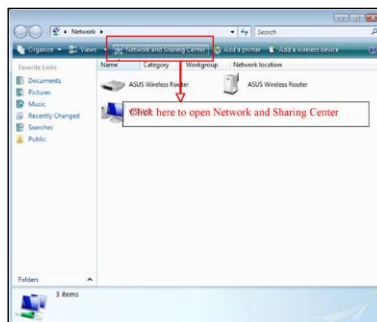 Network
Search
Organize Views Network and Sharing Center Add a printer Add a wireless device
Favorite Links
Name Category Workgroup Network location
Documents
Pictures
Music
Recently Changed
Searches
Public
ASUS Wireless Router
ASUS Wireless Router
Click here to open Network and Sharing Center
Folders
3 items